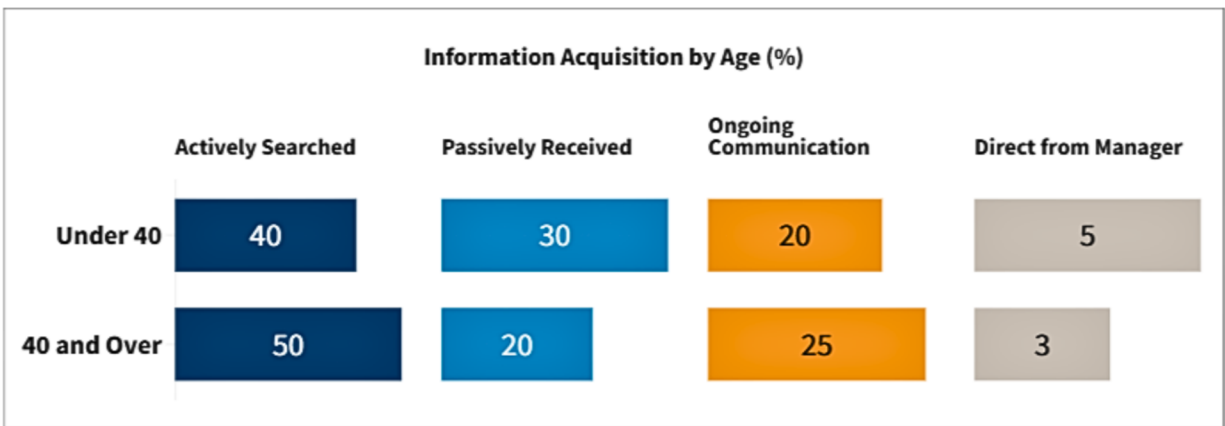 Information Acquisition by Age (%)
Actively Searched
Passively Received
Ongoing
Communication
Direct from Manager
Under 40
40
30
20
5
40 and Over
50
20
25
3